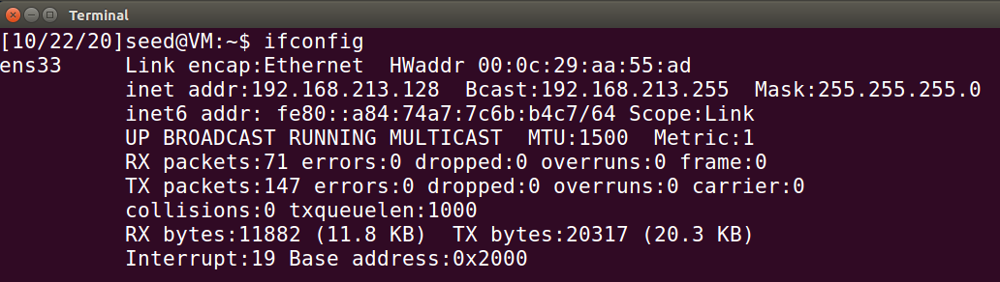 Terminal
[10/22/20]seed@VM:~$ ifconfig
ens33     Link encap:Ethernet  HWaddr 00:0c:29:aa:55:ad
          inet addr:192.168.213.128  Bcast:192.168.213.255  Mask:255.255.255.0
          inet6 addr: fe80::a84:74a7:7c6b:b4c7/64 Scope:Link
          UP BROADCAST RUNNING MULTICAST  MTU:1500  Metric:1
          RX packets:71 errors:0 dropped:0 overruns:0 frame:0
          TX packets:147 errors:0 dropped:0 overruns:0 carrier:0
          collisions:0 txqueuelen:1000
          RX bytes:11882 (11.8 KB)  TX bytes:20317 (20.3 KB)
          Interrupt:19 Base address:0x2000